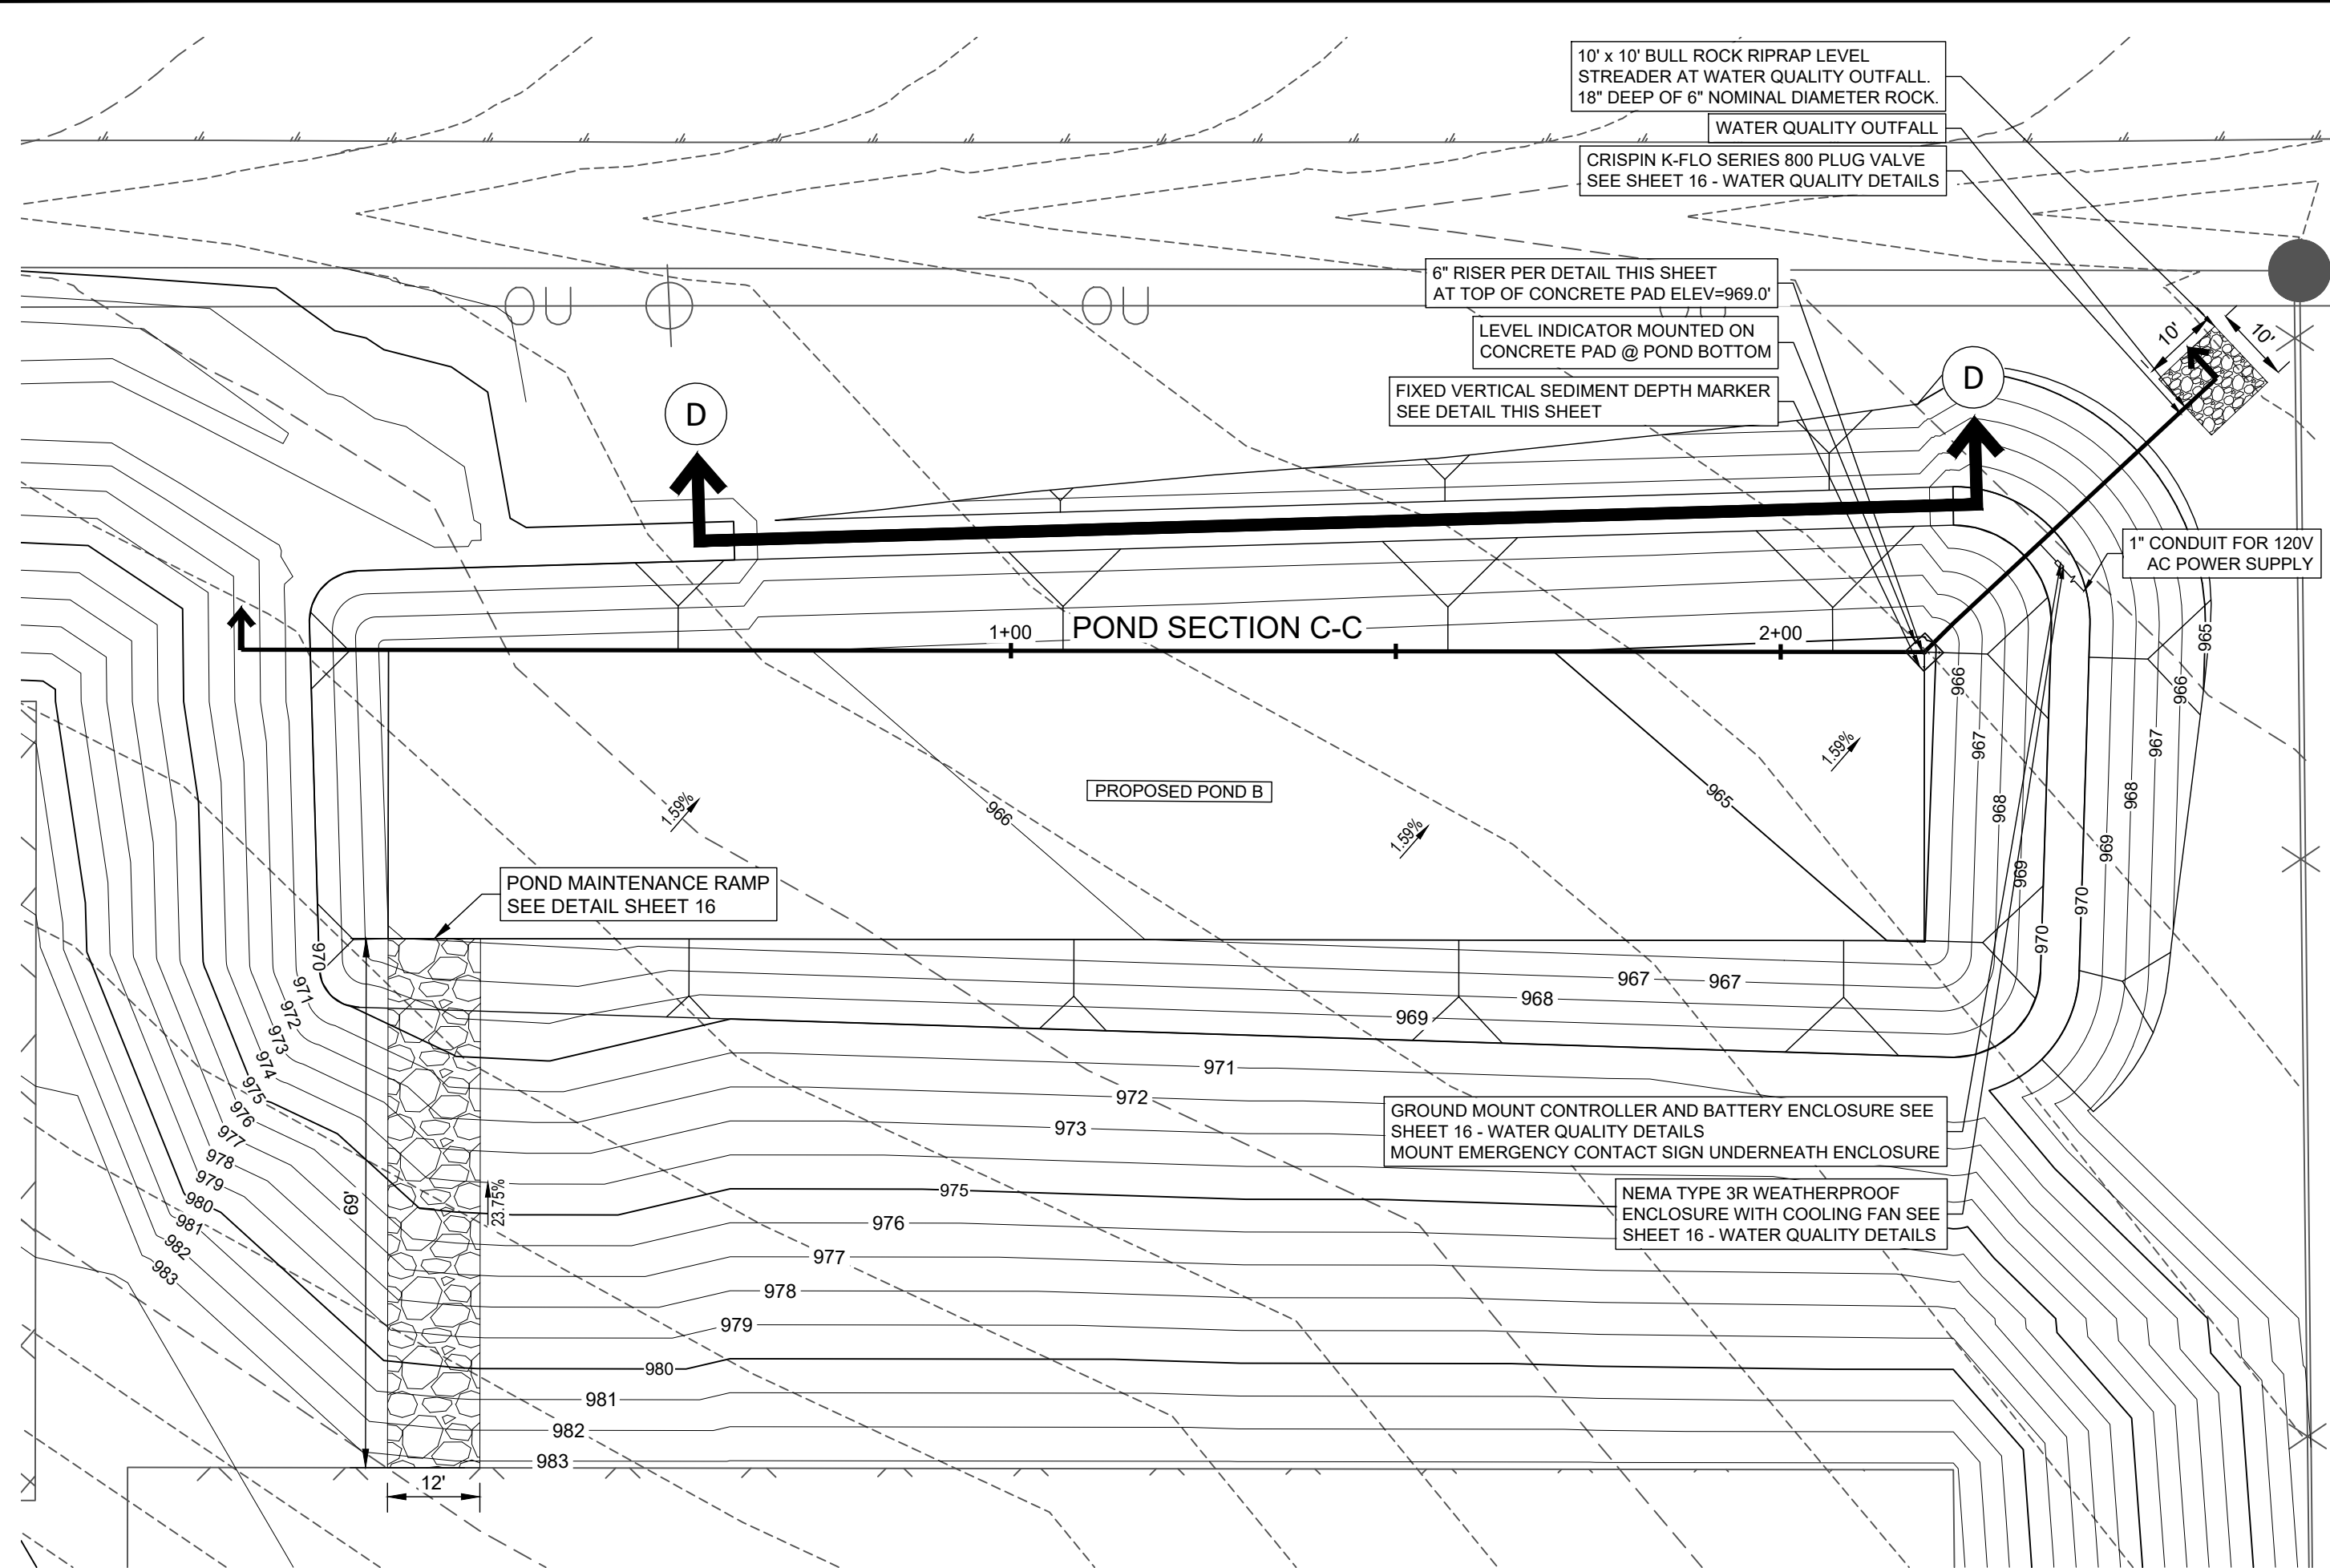 10' x 10' BULL ROCK RIPRAP LEVEL
STREADER AT WATER QUALITY OUTFALL.
18" DEEP OF 6" NOMINAL DIAMETER ROCK.
WATER QUALITY OUTFALL
CRISPIN K-FLO SERIES 800 PLUG VALVE
SEE SHEET 16 - WATER QUALITY DETAILS
6" RISER PER DETAIL THIS SHEET
AT TOP OF CONCRETE PAD ELEV=969.0'
OU
OU
LEVEL INDICATOR MOUNTED ON
CONCRETE PAD @ POND BOTTOM
10'
10'
FIXED VERTICAL SEDIMENT DEPTH MARKER
SEE DETAIL THIS SHEET
D
D
1" CONDUIT FOR 120V
AC POWER SUPPLY
1+00
POND SECTION C-C
2+00
965
966
966
967
967
968
968
969
969
970
970
1.59%
1.59%
1.59%
PROPOSED POND B
966
965
POND MAINTENANCE RAMP
SEE DETAIL SHEET 16
970
971
972
973
974
975
976
977
978
979
980
981
982
983
967
967
968
969
971
972
973
975
976
977
978
979
980
981
982
983
GROUND MOUNT CONTROLLER AND BATTERY ENCLOSURE SEE
SHEET 16 - WATER QUALITY DETAILS
MOUNT EMERGENCY CONTACT SIGN UNDERNEATH ENCLOSURE
NEMA TYPE 3R WEATHERPROOF
ENCLOSURE WITH COOLING FAN SEE
SHEET 16 - WATER QUALITY DETAILS
69'
23.75%
12'